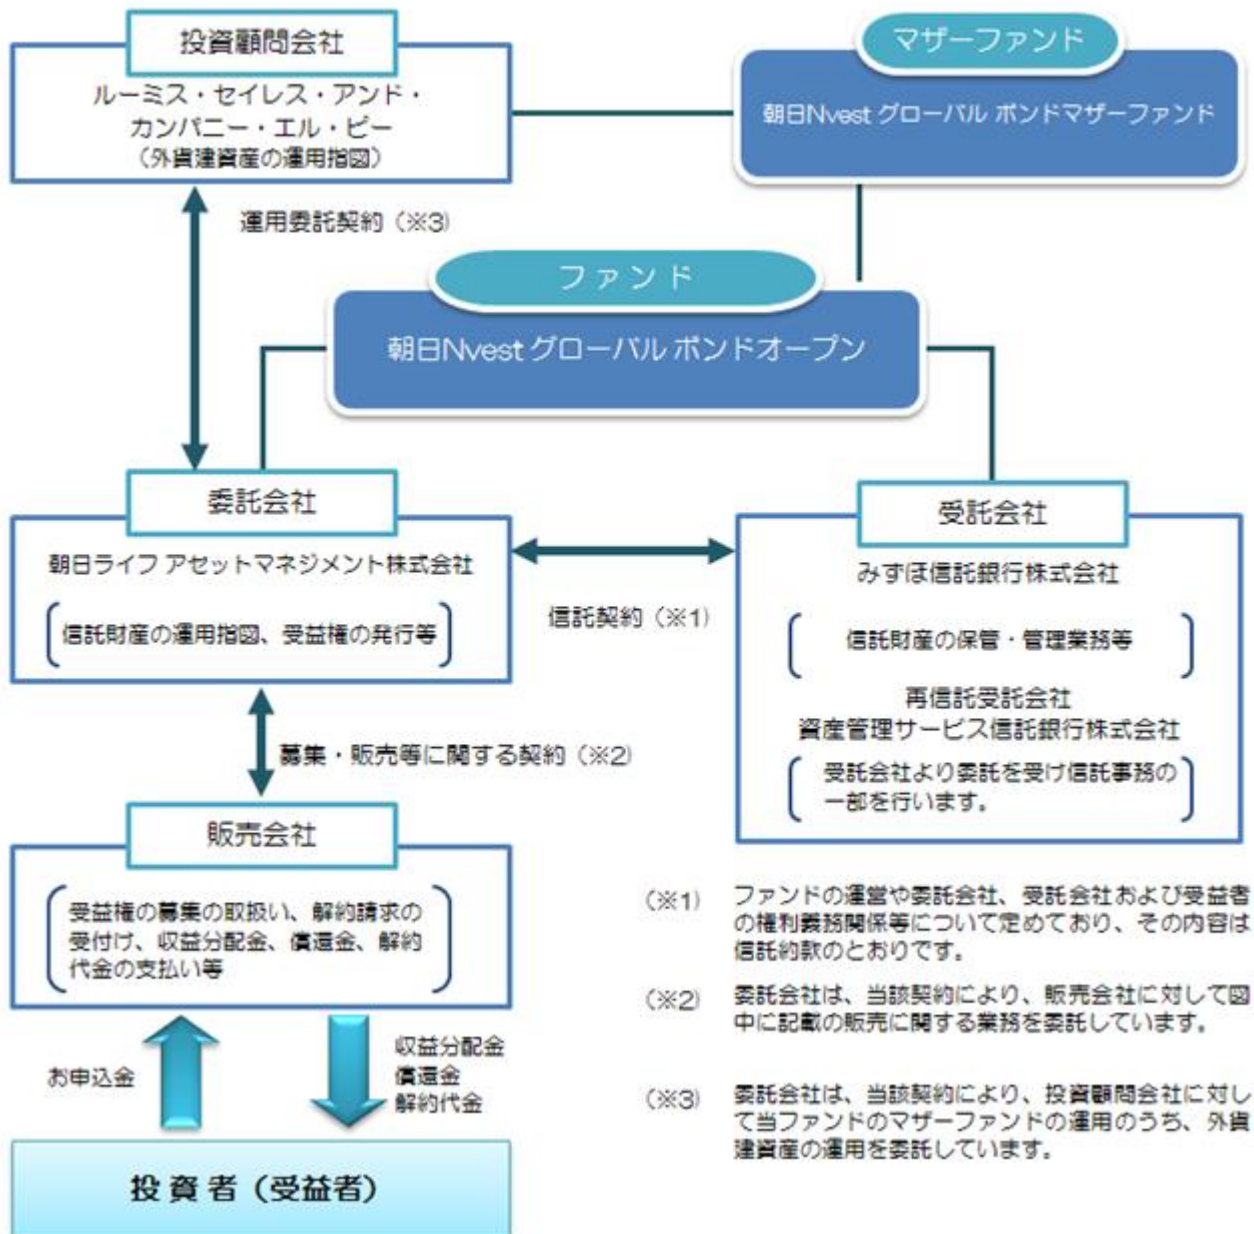 投資顧問会社
ルーミス・セイレス・アンド・
カンパニー・エル・ピー
（外貨建資産の運用指図）
マザーファンド
朝日Nvest グローバル ボンドマザーファンド
運用委託契約（※3）
ファンド
朝日Nvest グローバル ボンドオープン
委託会社
朝日ライフ アセットマネジメント株式会社
信託財産の運用指図、受益権の発行等
信託契約（※1）
受託会社
みずほ信託銀行株式会社
信託財産の保管・管理業務等
再信託受託会社
資産管理サービス信託銀行株式会社
受託会社より委託を受け信託事務の
一部を行います。
募集・販売等に関する契約（※2）
販売会社
受益権の募集の取扱い、解約請求の
受付け、収益分配金、償還金、解約
代金の支払い等
お申込金
収益分配金
償還金
解約代金
投資者（受益者）
（※1） ファンドの運営や委託会社、受託会社および受益者
の権利義務関係等について定めており、その内容は
信託約款のとおりです。
（※2） 委託会社は、当該契約により、販売会社に対して図
中に記載の販売に関する業務を委託しています。
（※3） 委託会社は、当該契約により、投資顧問会社に対し
て当ファンドのマザーファンドの運用のうち、外貨
建資産の運用を委託しています。